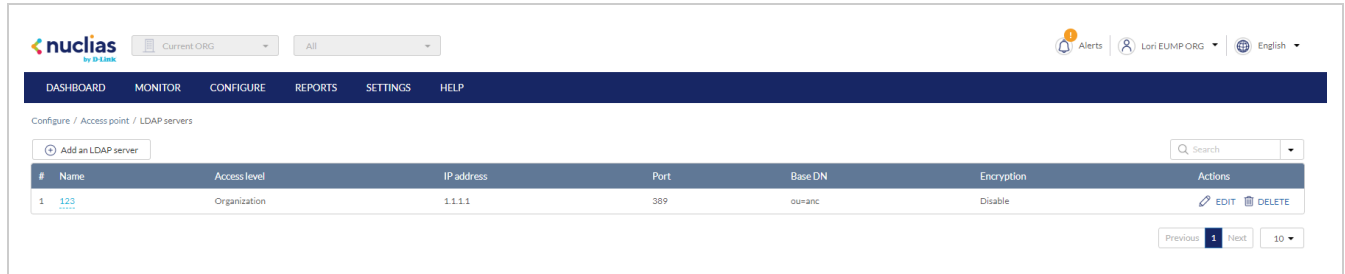 nuclias
by D-Link
Current ORG
All
!
Alerts
Lori EUMP ORG
English
DASHBOARD MONITOR CONFIGURE REPORTS SETTINGS HELP
Configure / Access point / LDAP servers
Add an LDAP server
Search
# Name Access level IP address Port Base DN Encryption Actions
1 123 Organization 1.1.1.1 389 ou=anc Disable EDIT DELETE
Previous 1 Next 10